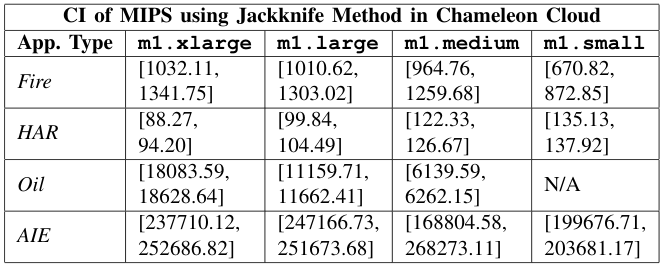 CI of MIPS using Jackknife Method in Chameleon Cloud
App. Type m1.xlarge m1.large m1.medium m1.small
Fire [1032.11, 1341.75] [1010.62, 1303.02] [964.76, 1259.68] [670.82, 872.85]
HAR [88.27, 94.20] [99.84, 104.49] [122.33, 126.67] [135.13, 137.92]
Oil [18083.59, 18628.64] [11159.71, 11662.41] [6139.59, 6262.15] N/A
AIE [237710.12, 252686.82] [247166.73, 251673.68] [168804.58, 268273.11] [199676.71, 203681.17]